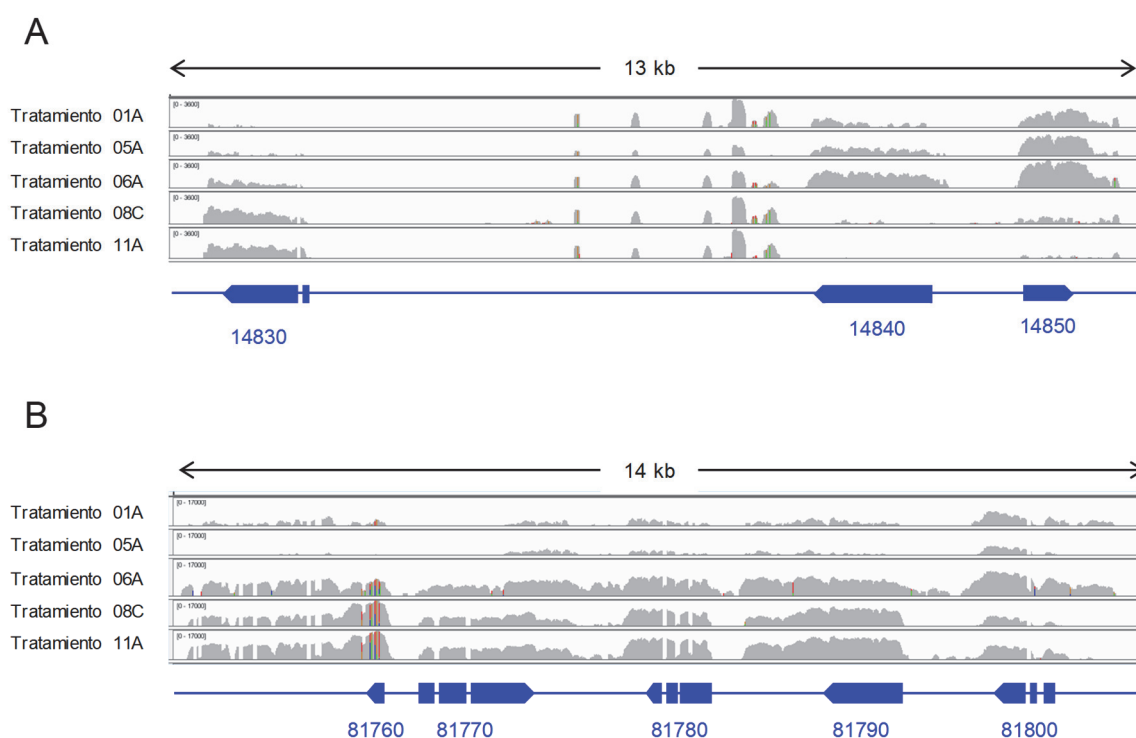 A
13 kb
Tratamiento 01A
[0 - 3600]
Tratamiento 05A
[0 - 3600]
Tratamiento 06A
[0 - 3600]
Tratamiento 08C
[0 - 3600]
Tratamiento 11A
[0 - 3600]
14830
14840
14850
B
14 kb
Tratamiento 01A
[0 - 17000]
Tratamiento 05A
[0 - 17000]
Tratamiento 06A
[0 - 17000]
Tratamiento 08C
[0 - 17000]
Tratamiento 11A
[0 - 17000]
81760
81770
81780
81790
81800